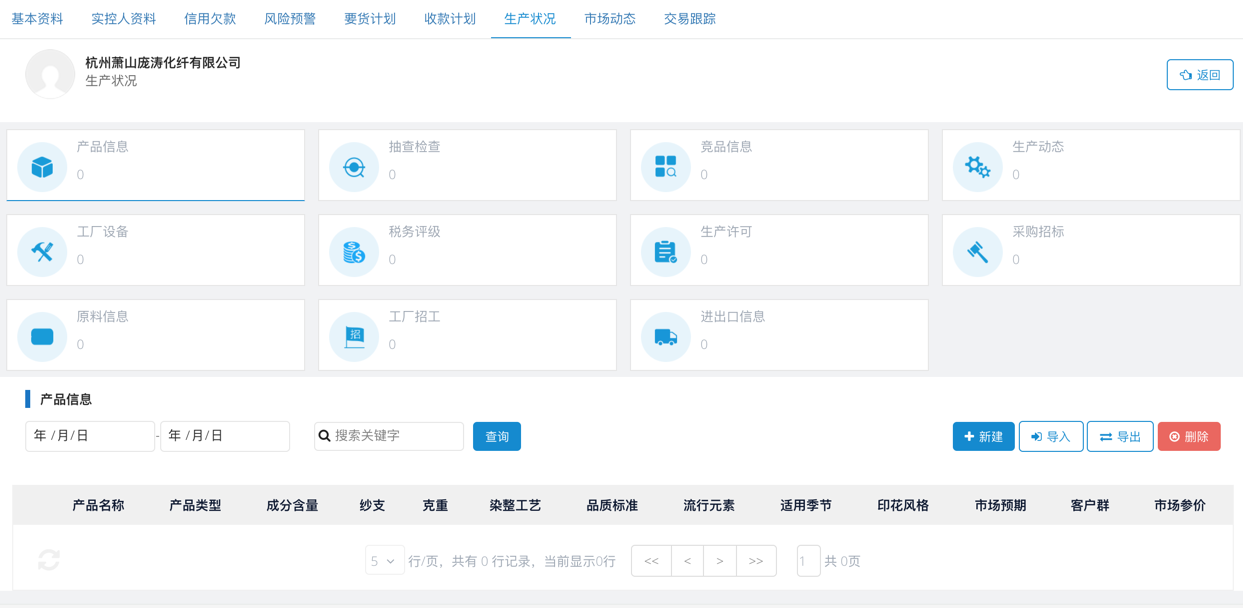 基本资料 实控人资料 信用欠款 风险预警 要货计划 收款计划 生产状况 市场动态 交易跟踪
杭州萧山庞涛化纤有限公司
生产状况
返回
产品信息 抽查检查 竞品信息 生产动态
0 0 0 0
工厂设备 税务评级 生产许可 采购招标
0 0 0 0
原料信息 招 工厂招工 进出口信息
0 0 0
产品信息
年 /月/日 - 年 /月/日 搜索关键字 查询 新建 导入 导出 删除
产品名称 产品类型 成分含量 纱支 克重 染整工艺 品质标准 流行元素 适用季节 印花风格 市场预期 客户群 市场参价
5 行/页，共有 0 行记录，当前显示0行 << < > >> 1 共 0页